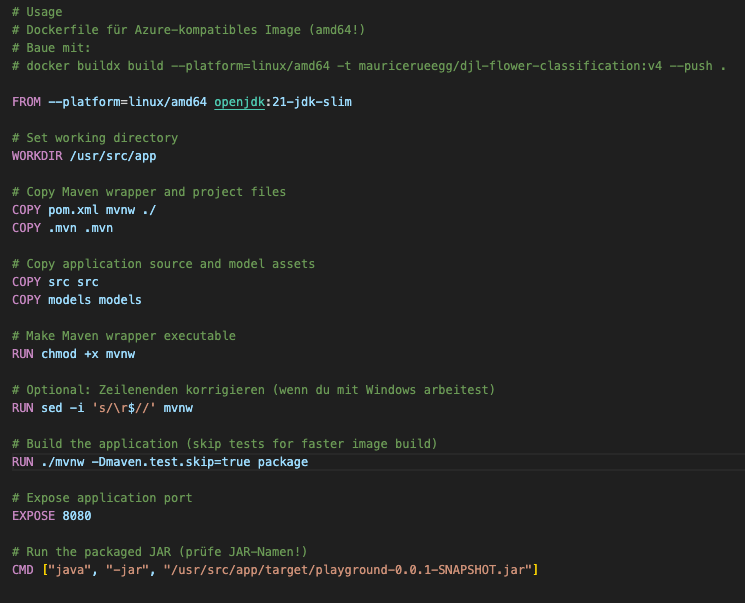 # Usage
# Dockerfile für Azure-kompatibles Image (amd64!)
# Baue mit:
# docker buildx build --platform=linux/amd64 -t mauricerueegg/djl-flower-classification:v4 --push .
FROM --platform=linux/amd64 openjdk:21-jdk-slim
# Set working directory
WORKDIR /usr/src/app
# Copy Maven wrapper and project files
COPY pom.xml mvnw ./
COPY .mvn .mvn
# Copy application source and model assets
COPY src src
COPY models models
# Make Maven wrapper executable
RUN chmod +x mvnw
# Optional: Zeilenenden korrigieren (wenn du mit Windows arbeitest)
RUN sed -i 's/\r$//' mvnw
# Build the application (skip tests for faster image build)
RUN ./mvnw -Dmaven.test.skip=true package
# Expose application port
EXPOSE 8080
# Run the packaged JAR (prüfe JAR-Namen!)
CMD ["java", "-jar", "/usr/src/app/target/playground-0.0.1-SNAPSHOT.jar"]